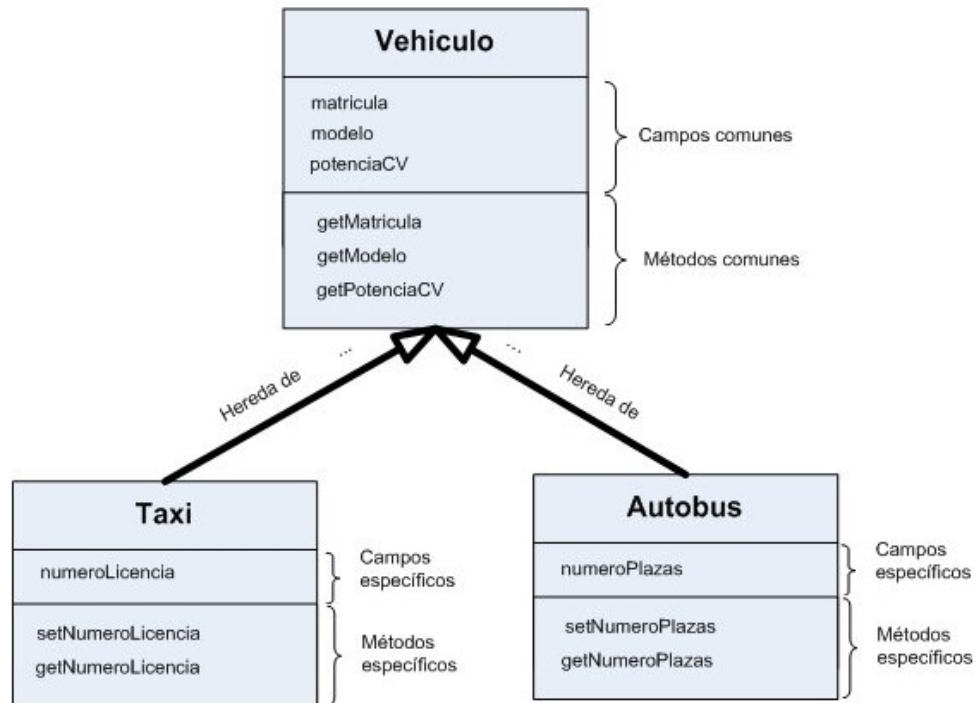 Vehiculo
matricula
modelo
potenciaCV
Campos comunes
getMatricula
getModelo
getPotenciaCV
Métodos comunes
Hereda de ...
... Hereda de
Taxi
numeroLicencia
Campos
específicos
setNumeroLicencia
getNumeroLicencia
Métodos
específicos
Autobus
numeroPlazas
Campos
específicos
setNumeroPlazas
getNumeroPlazas
Métodos
específicos